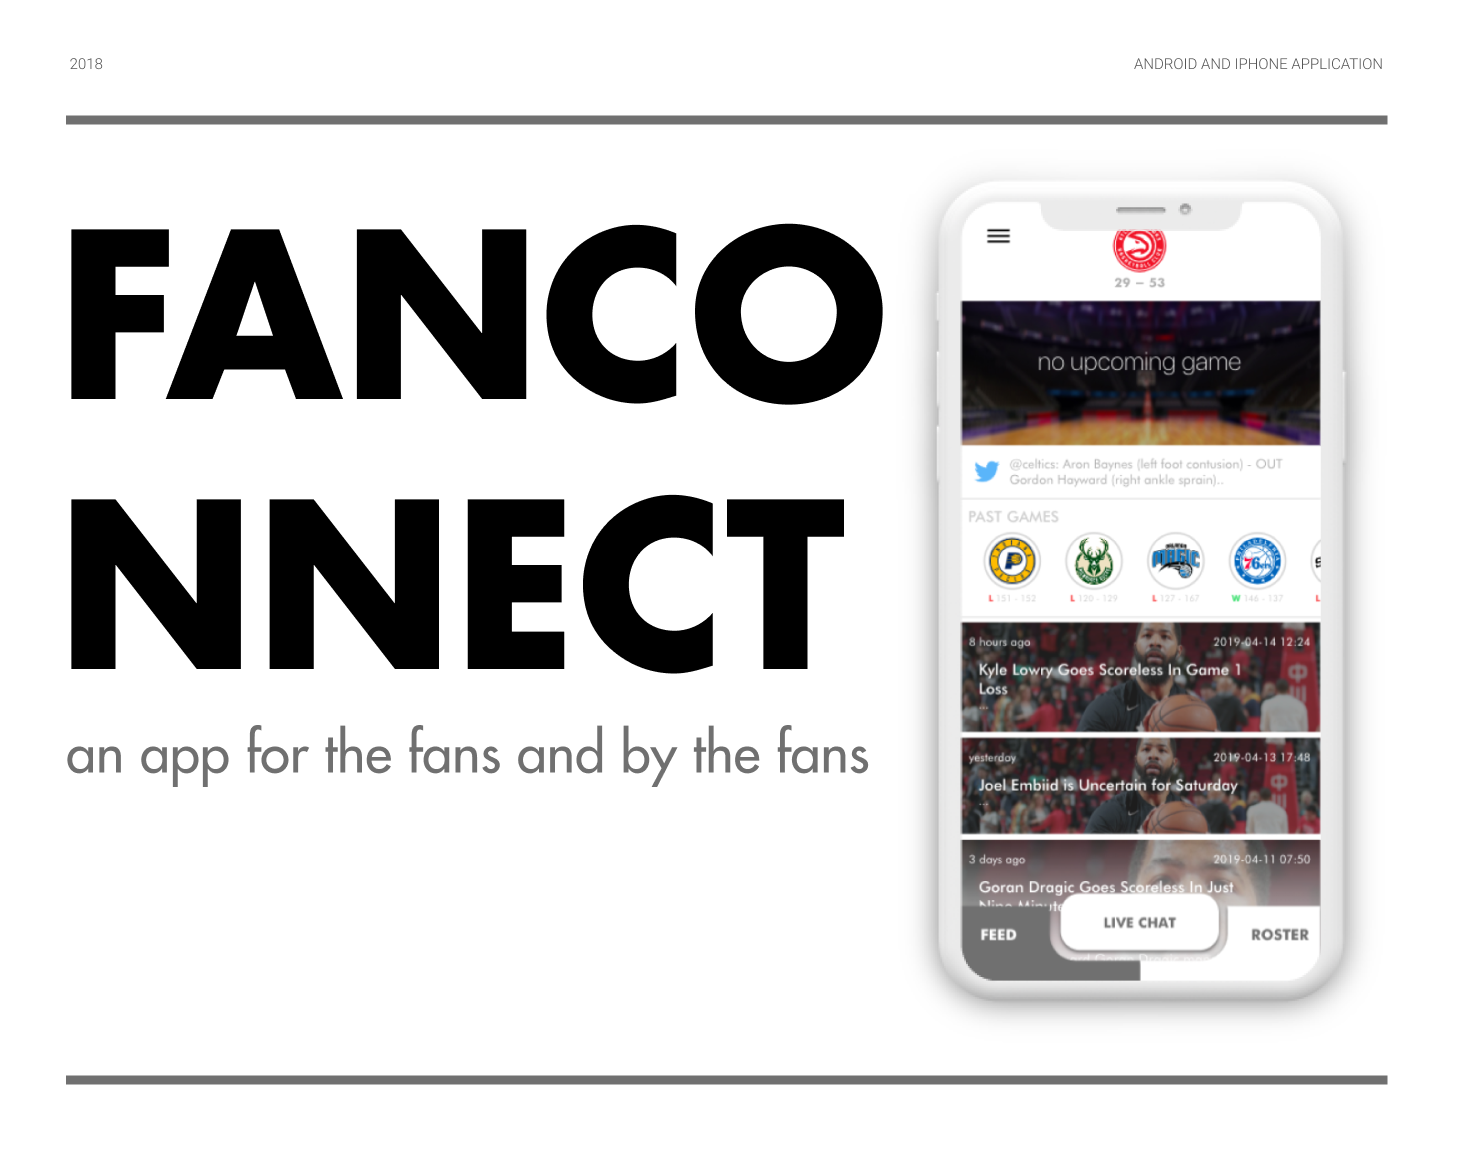 2018
ANDROID AND IPHONE APPLICATION
FANCO
NNECT
an app for the fans and by the fans
29 – 53
no upcoming game
@celtics: Aron Baynes (left foot contusion) - OUT
Gordon Hayward (right ankle sprain)..
PAST GAMES
L 151 - 152
L 120 - 129
L 127 - 167
W 146 - 137
L
8 hours ago
2019-04-14 12:24
Kyle Lowry Goes Scoreless In Game 1
Loss
...
yesterday
2019-04-13 17:48
Joel Embiid is Uncertain for Saturday
...
3 days ago
2019-04-11 07:50
Goran Dragic Goes Scoreless In Just
FEED
LIVE CHAT
ROSTER